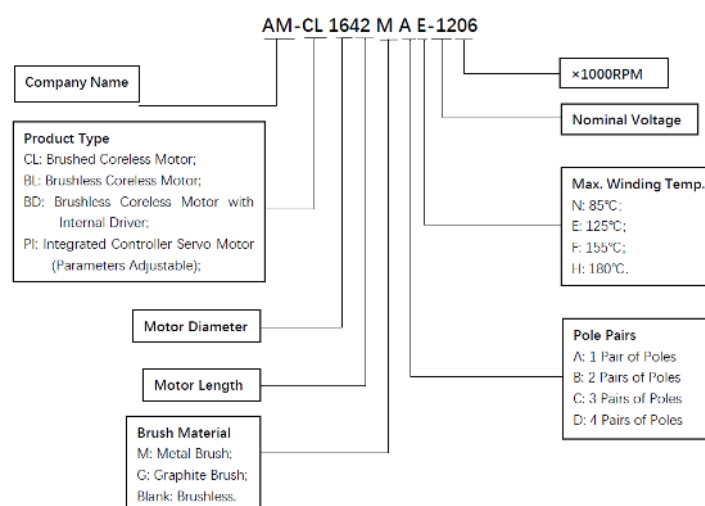 AM-CL 1642 M A E-1206
Company Name
Product Type
CL: Brushed Coreless Motor;
BL: Brushless Coreless Motor;
BD: Brushless Coreless Motor with
Internal Driver;
PI: Integrated Controller Servo Motor
(Parameters Adjustable);
Motor Diameter
Motor Length
Brush Material
M: Metal Brush;
G: Graphite Brush;
Blank: Brushless.
×1000RPM
Nominal Voltage
Max. Winding Temp.
N: 85℃;
E: 125℃;
F: 155℃;
H: 180℃.
Pole Pairs
A: 1 Pair of Poles
B: 2 Pairs of Poles
C: 3 Pairs of Poles
D: 4 Pairs of Poles